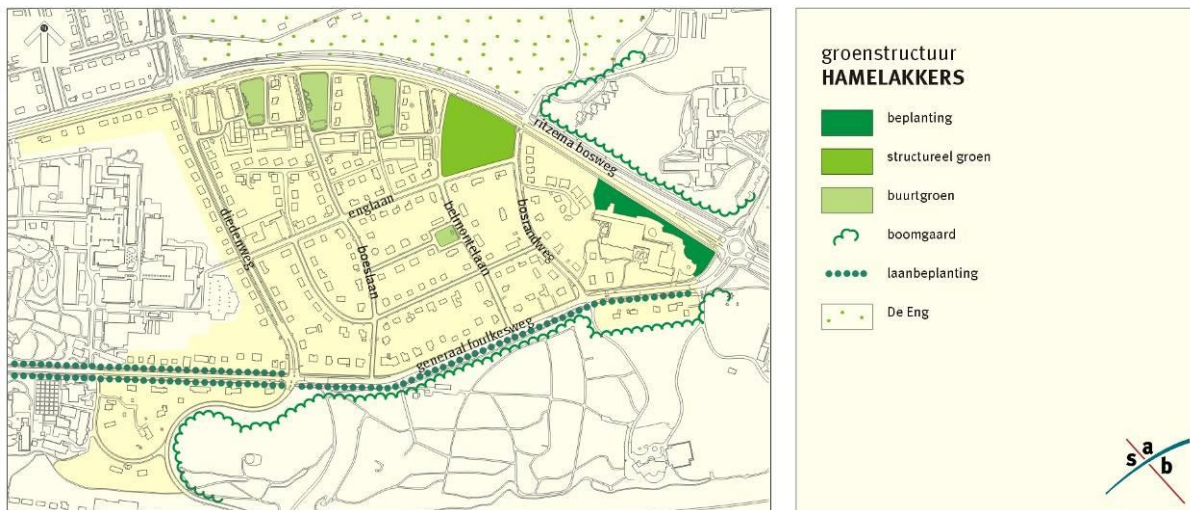 ritzema bosweg
englaan
diedenweg
boeslaan
belmontelaan
bosrandweg
generaal foulkesweg
groenstructuur
HAMELAKKERS
beplanting
structureel groen
buurtgroen
boomgaard
laanbeplanting
De Eng
s a b